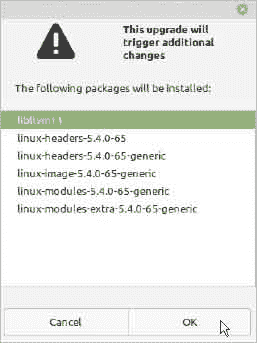 This upgrade will
trigger additional
changes
The following packages will be installed:
libllvm11
linux-headers-5.4.0-65
linux-headers-5.4.0-65-generic
linux-image-5.4.0-65-generic
linux-modules-5.4.0-65-generic
linux-modules-extra-5.4.0-65-generic
Cancel
OK